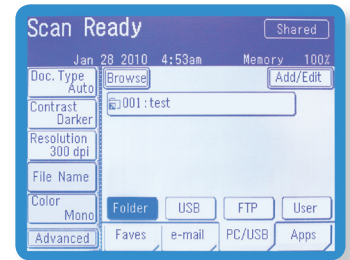 Scan Ready
Shared
Jan 28 2010 4:53am Memory 100%
Doc. Type
Auto
Browse
Add/Edit
001:test
Contrast
Darker
Resolution
300 dpi
File Name
Color
Mono
Folder USB FTP User
Advanced
Faves e-mail PC/USB Apps